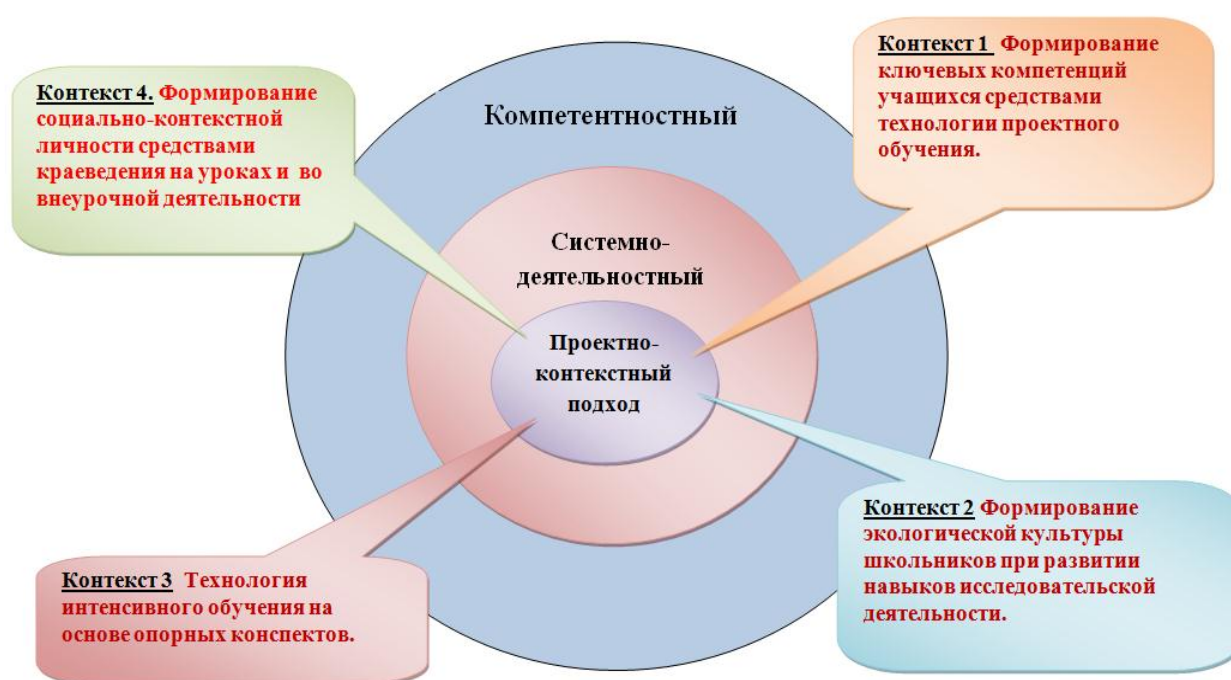 Контекст 1 Формирование
ключевых компетенций
учащихся средствами
технологии проектного
обучения.
Контекст 4. Формирование
социально-контекстной
личности средствами
краеведения на уроках и во
внеурочной деятельности
Компетентностный
Системно-
деятельностный
Проектно-
контекстный
подход
Контекст 2 Формирование
экологической культуры
школьников при развитии
навыков исследовательской
деятельности.
Контекст 3 Технология
интенсивного обучения на
основе опорных конспектов.